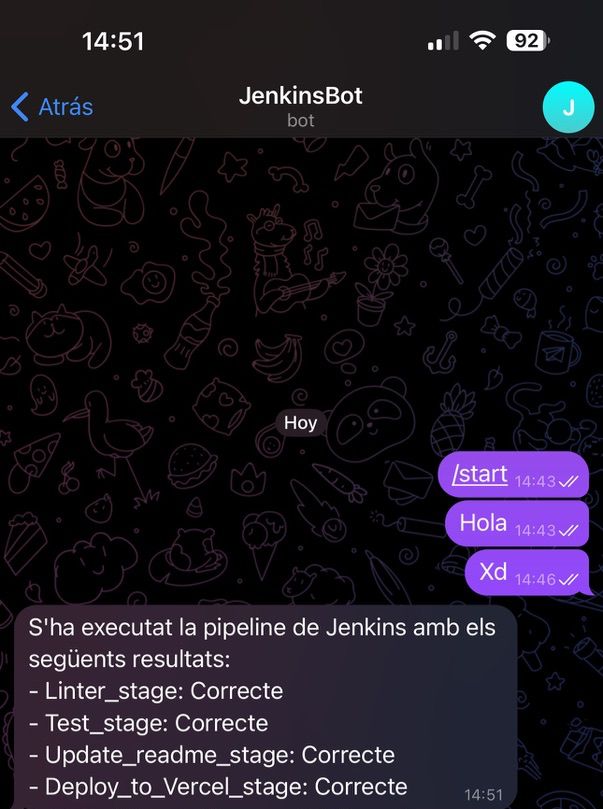 14:51
92
Atrás
JenkinsBot
bot
J
Hoy
/start 14:43
Hola 14:43
Xd 14:46
S'ha executat la pipeline de Jenkins amb els
següents resultats:
- Linter_stage: Correcte
- Test_stage: Correcte
- Update_readme_stage: Correcte
- Deploy_to_Vercel_stage: Correcte 14:51